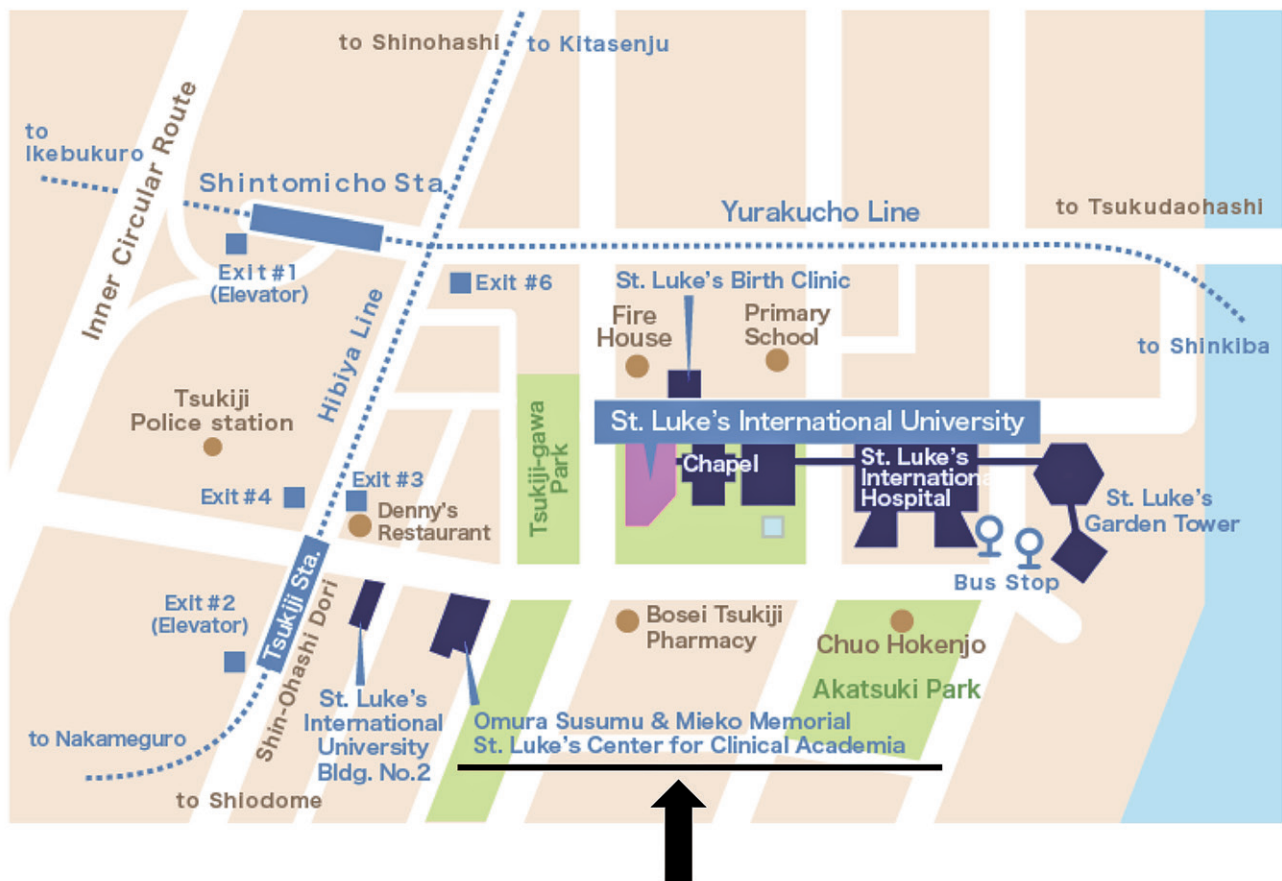 to Shinohashi
to Kitasenju
to
Ikebukuro
Inner Circular Route
Shintomicho Sta.
Yurakucho Line
to Tsukudaohashi
Exit #1
(Elevator)
Exit #6
St. Luke's Birth Clinic
Fire
House
Primary
School
to Shinkiba
Hibiya Line
Tsukiji
Police station
St. Luke's International University
Tsukiji-gawa
Park
Chapel
St. Luke's
Internationa
Hospital
St. Luke's
Garden Tower
Exit #4
Exit #3
Denny's
Restaurant
Bus Stop
Tsukiji Sta.
Exit #2
(Elevator)
Shin-Ohashi Dori
Bosei Tsukiji
Pharmacy
Chuo Hokenjo
Akatsuki Park
St. Luke's
International
University
Bldg. No.2
Omura Susumu & Mieko Memorial
St. Luke's Center for Clinical Academia
to Nakameguro
to Shiodome